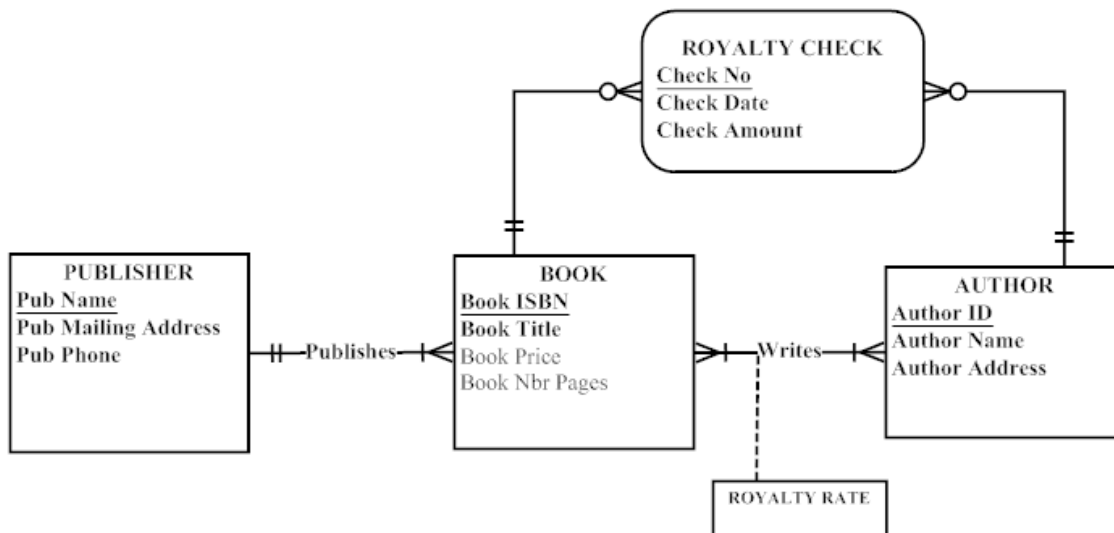 ROYALTY CHECK
Check No
Check Date
Check Amount
PUBLISHER
Pub Name
Pub Mailing Address
Pub Phone
Publishes
BOOK
Book ISBN
Book Title
Book Price
Book Nbr Pages
Writes
AUTHOR
Author ID
Author Name
Author Address
ROYALTY RATE